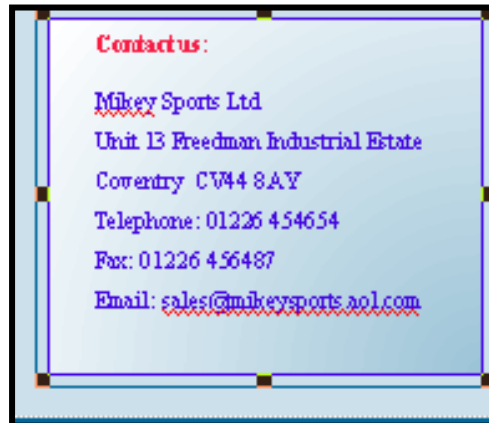 Contact us:
Mikey Sports Ltd
Unit 13 Freedman Industrial Estate
Coventry CV44 8AY
Telephone: 01226 454654
Fax: 01226 456487
Email: sales@mikeysports.aol.com